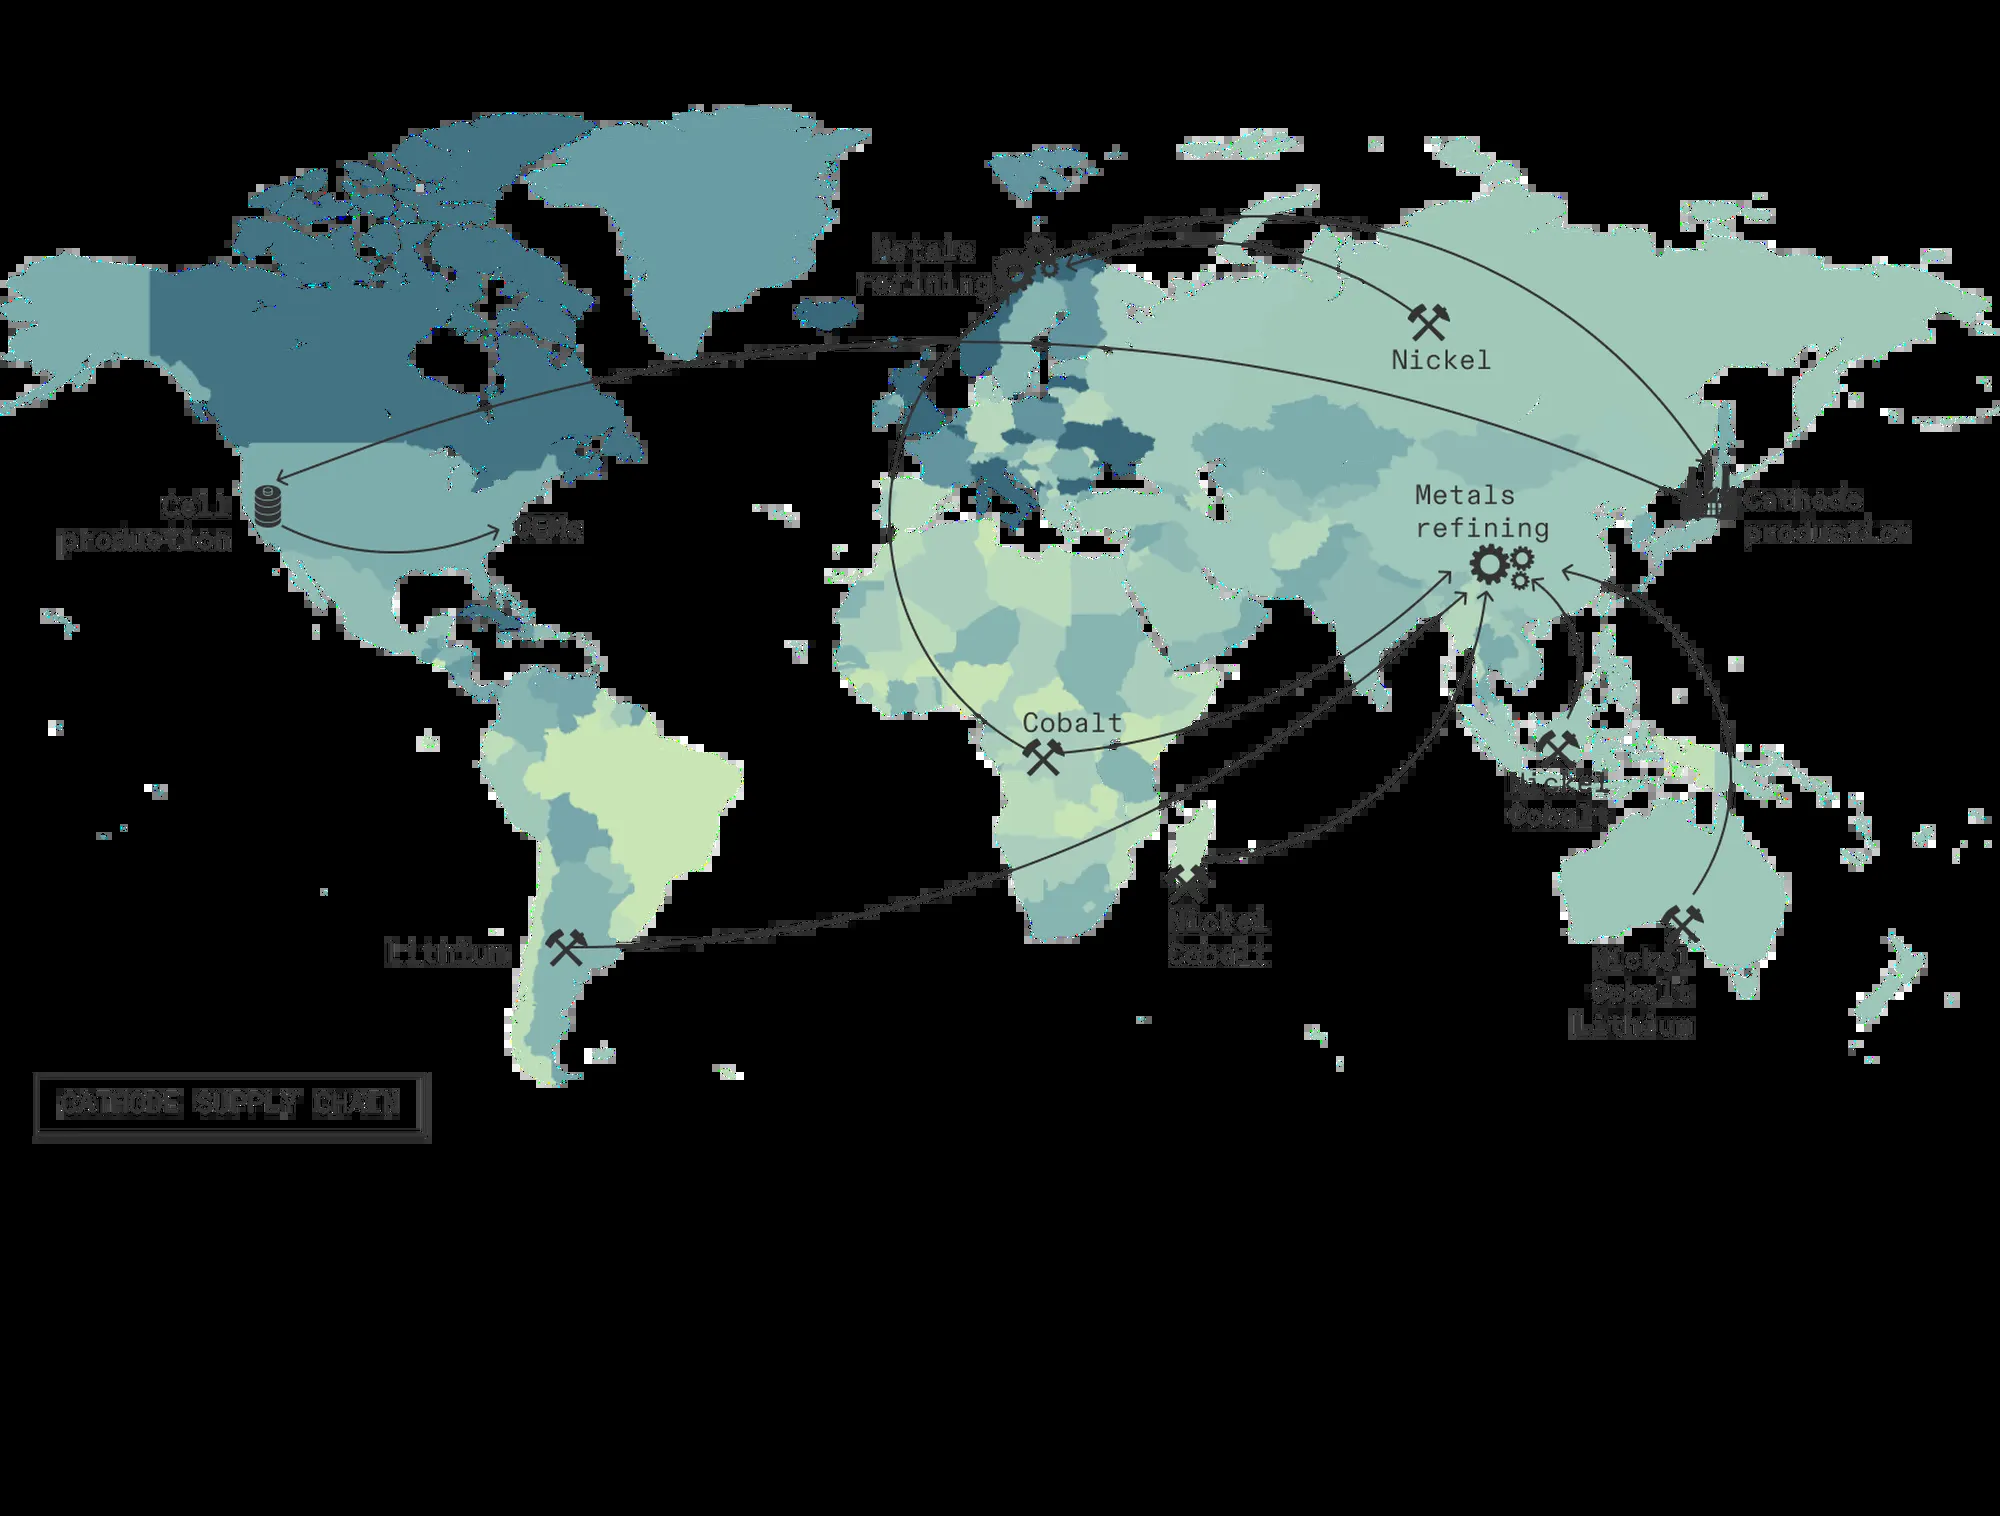 Metals
refining
Nickel
Metals
refining
Cell
production
OEMs
Cathode
production
Cobalt
Nickel
Cobalt
Nickel
Cobalt
Lithium
Nickel
Cobalt
Lithium
CATHODE SUPPLY CHAIN